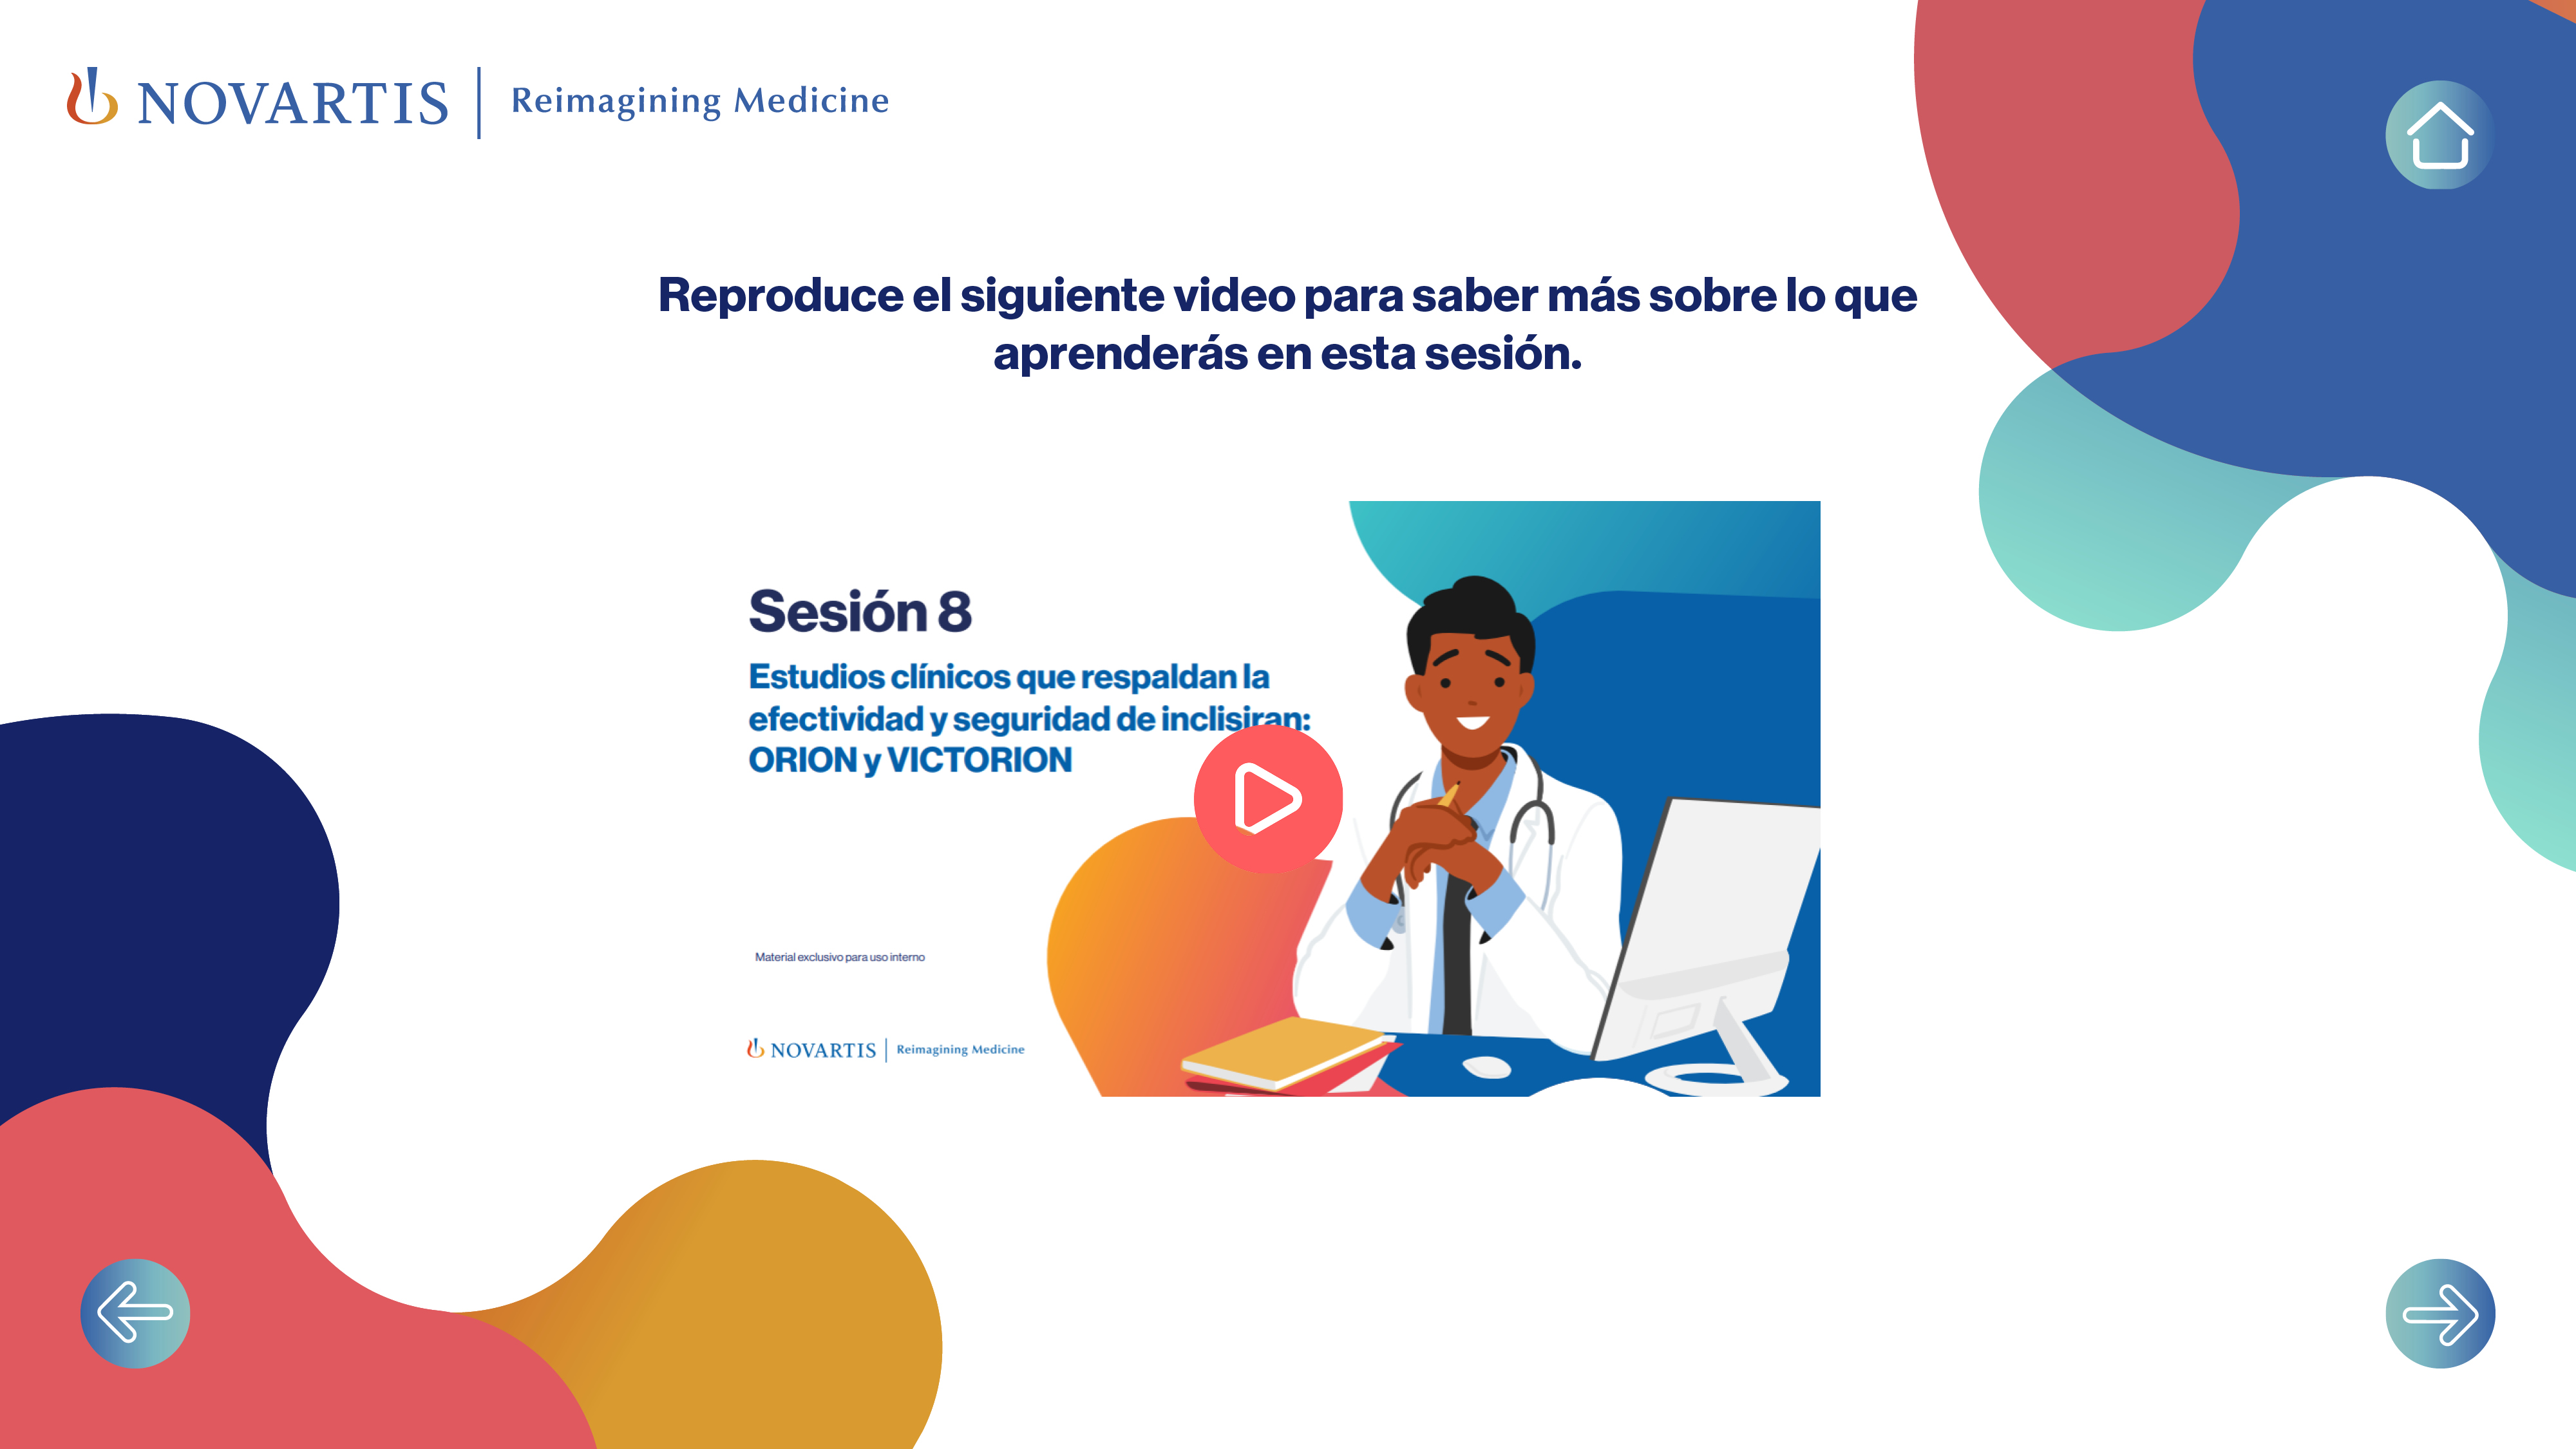 NOVARTIS | Reimagining Medicine
Reproduce el siguiente video para saber más sobre lo que
aprenderás en esta sesión.
Sesión 8
Estudios clínicos que respaldan la
efectividad y seguridad de inclisiran:
ORION y VICTORION
Material exclusivo para uso interno
NOVARTIS | Reimagining Medicine